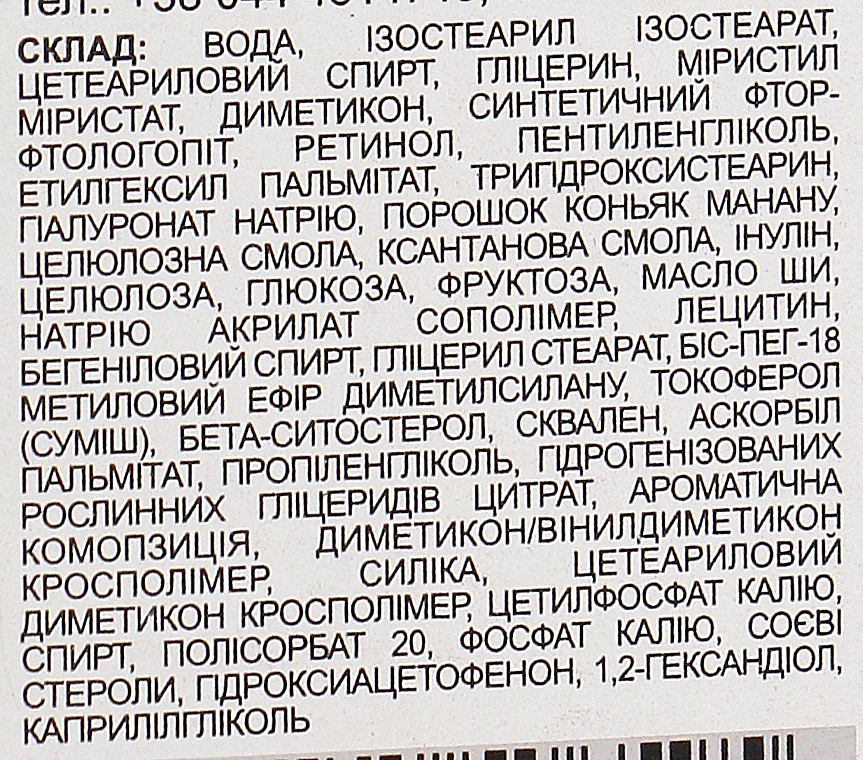 СКЛАД: ВОДА, ІЗОСТЕАРИЛ ІЗОСТЕАРАТ,
ЦЕТЕАРИЛОВИЙ СПИРТ, ГЛІЦЕРИН, МІРИСТИЛ
МІРИСТАТ, ДИМЕТИКОН, СИНТЕТИЧНИЙ ФТОР-
ФТОЛОГОПІТ, РЕТИНОЛ, ПЕНТИЛЕНГЛІКОЛЬ,
ЕТИЛГЕКСИЛ ПАЛЬМІТАТ, ТРИГІДРОКСИСТЕАРИН,
ГІАЛУРОНАТ НАТРІЮ, ПОРОШОК КОНЬЯК МАНАНУ,
ЦЕЛЮЛОЗНА СМОЛА, КСАНТАНОВА СМОЛА, ІНУЛІН,
ЦЕЛЮЛОЗА, ГЛЮКОЗА, ФРУКТОЗА, МАСЛО ШИ,
НАТРІЮ АКРИЛАТ СОПОЛІМЕР, ЛЕЦИТИН,
БЕГЕНІЛОВИЙ СПИРТ, ГЛІЦЕРИЛ СТЕАРАТ, БІС-ПЕГ-18
МЕТИЛОВИЙ ЕФІР ДИМЕТИЛСИЛАНУ, ТОКОФЕРОЛ
(СУМІШ), БЕТА-СИТОСТЕРОЛ, СКВАЛЕН, АСКОРБІЛ
ПАЛЬМІТАТ, ПРОПІЛЕНГЛІКОЛЬ, ГІДРОГЕНІЗОВАНИХ
РОСЛИННИХ ГЛІЦЕРИДІВ ЦИТРАТ, АРОМАТИЧНА
КОМОПЗИЦІЯ, ДИМЕТИКОН/ВІНИЛДИМЕТИКОН
КРОСПОЛІМЕР, СИЛІКА, ЦЕТЕАРИЛОВИЙ
ДИМЕТИКОН КРОСПОЛІМЕР, ЦЕТИЛФОСФАТ КАЛІЮ,
СПИРТ, ПОЛІСОРБАТ 20, ФОСФАТ КАЛІЮ, СОЄВІ
СТЕРОЛИ, ГІДРОКСИАЦЕТОФЕНОН, 1,2-ГЕКСАНДІОЛ,
КАПРИЛІЛГЛІКОЛЬ